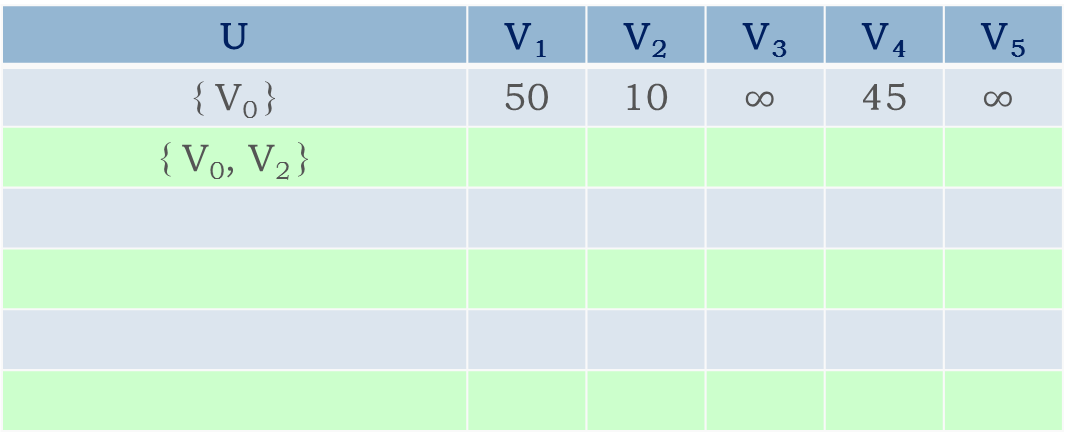 U V₁ V₂ V₃ V₄ V₅
{ V₀ } 50 10 ∞ 45 ∞
{ V₀, V₂ }